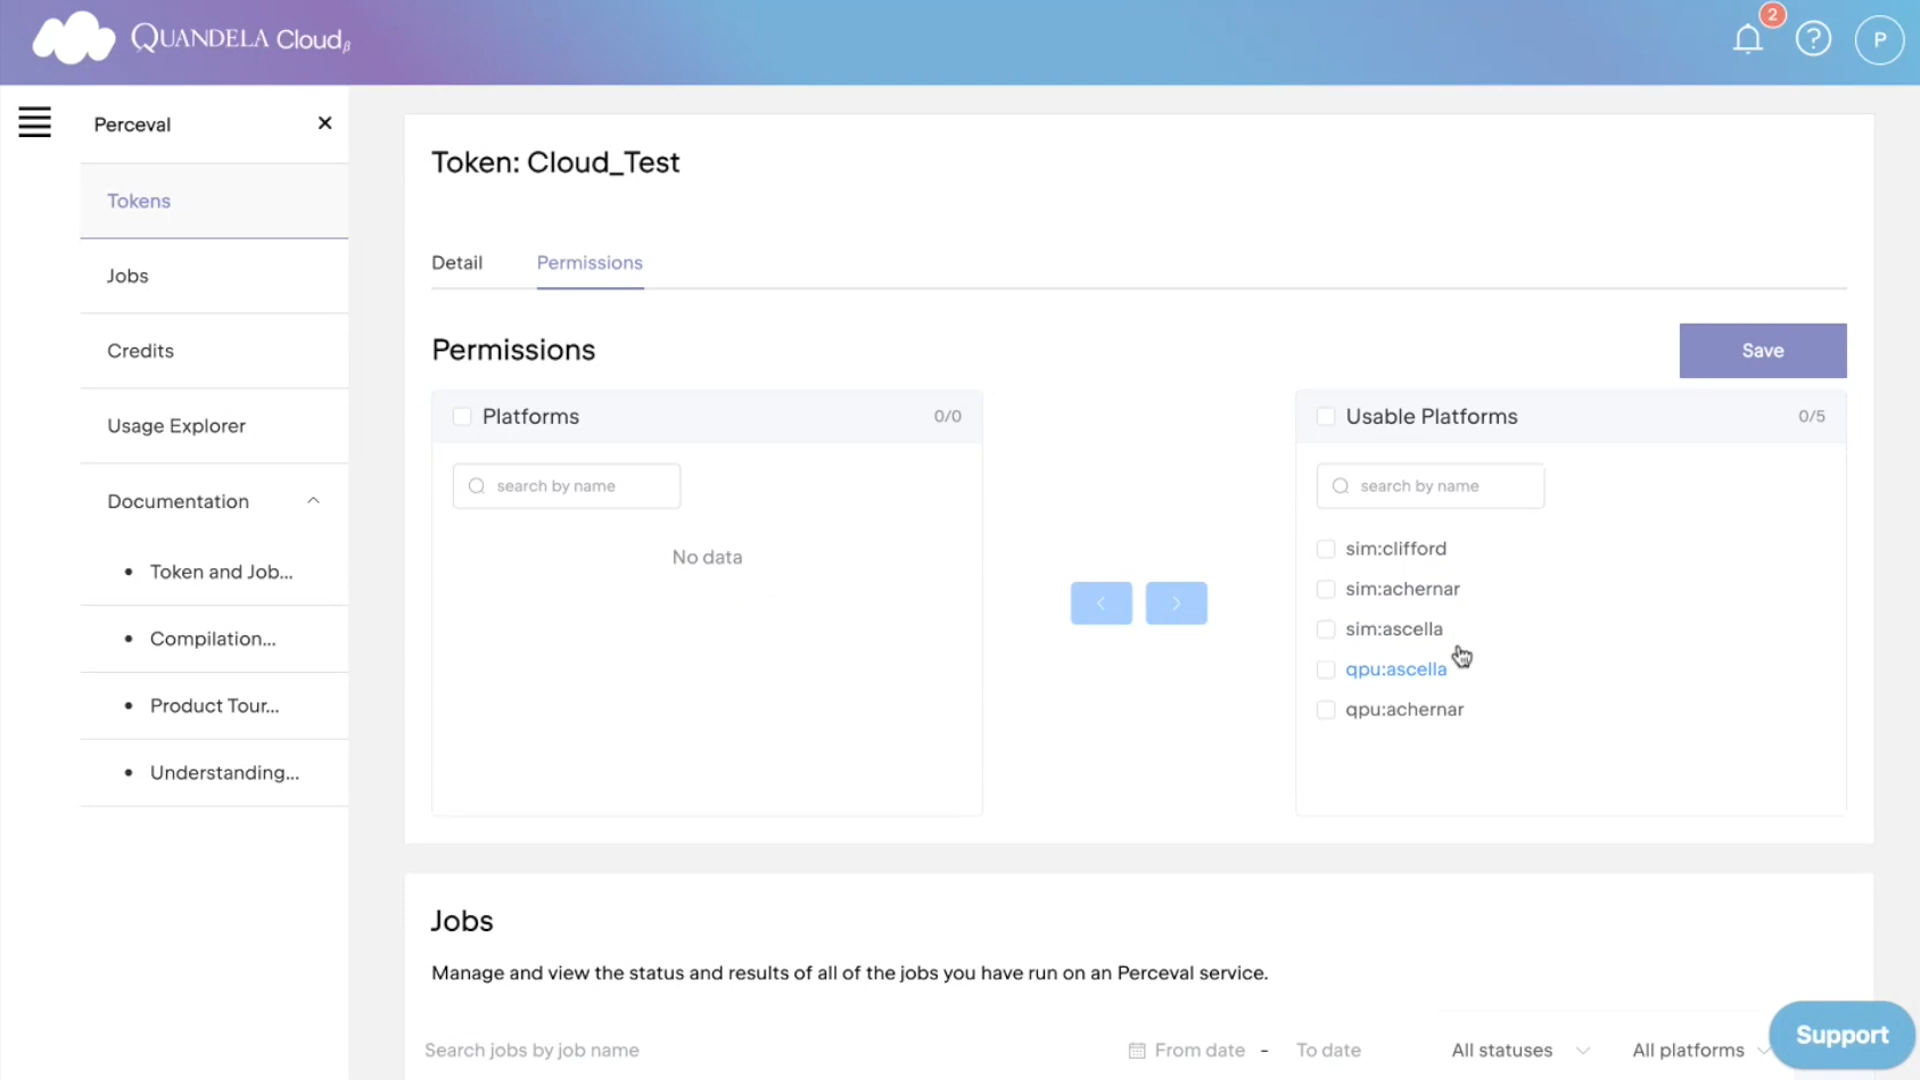 QUANDELA Cloudβ
2
?
P
Perceval
Tokens
Jobs
Credits
Usage Explorer
Documentation
• Token and Job...
• Compilation...
• Product Tour...
• Understanding...
Token: Cloud_Test
Detail
Permissions
Permissions
Save
Platforms
0/0
search by name
No data
Usable Platforms
0/5
search by name
sim:clifford
sim:achernar
sim:ascella
qpu:ascella
qpu:achernar
Jobs
Manage and view the status and results of all of the jobs you have run on an Perceval service.
Search jobs by job name
From date - To date
All statuses
All platforms
Support